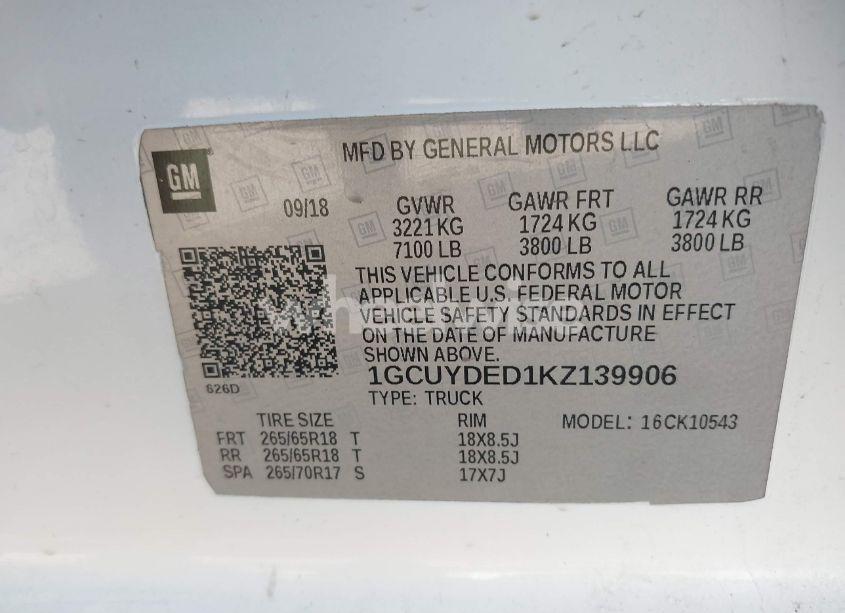 GM
MFD BY GENERAL MOTORS LLC
09/18
GVWR GAWR FRT GAWR RR
3221 KG 1724 KG 1724 KG
7100 LB 3800 LB 3800 LB
THIS VEHICLE CONFORMS TO ALL
APPLICABLE U.S. FEDERAL MOTOR
VEHICLE SAFETY STANDARDS IN EFFECT
ON THE DATE OF MANUFACTURE
SHOWN ABOVE.
1GCUYDED1KZ139906
626D
TYPE: TRUCK
TIRE SIZE RIM MODEL: 16CK10543
FRT 265/65R18 T 18X8.5J
RR 265/65R18 T 18X8.5J
SPA 265/70R17 S 17X7J